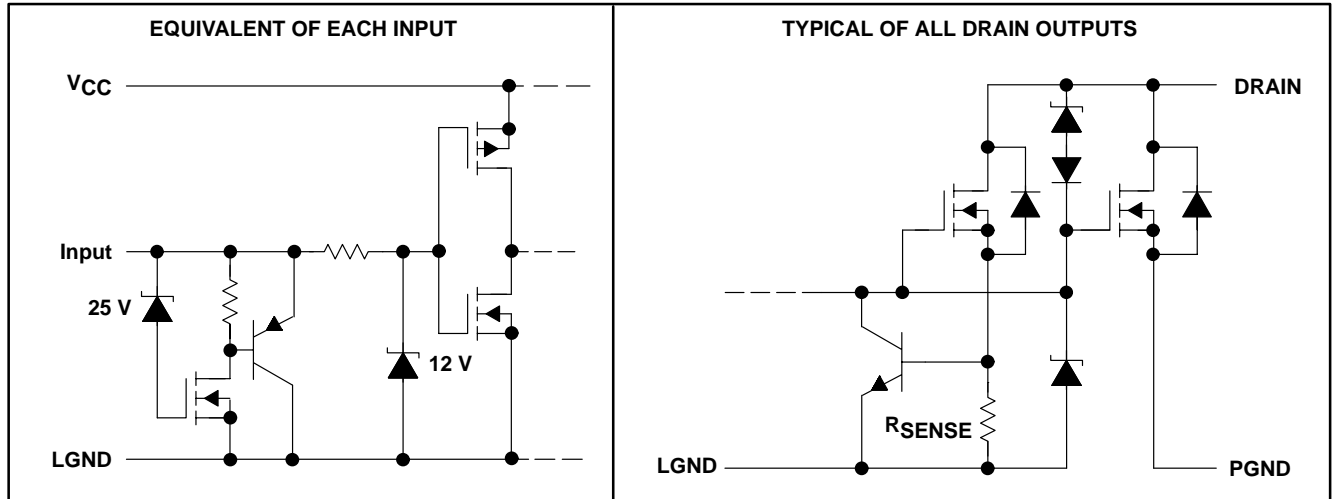 EQUIVALENT OF EACH INPUT
VCC
Input
25 V
12 V
LGND
TYPICAL OF ALL DRAIN OUTPUTS
DRAIN
RSENSE
LGND
PGND